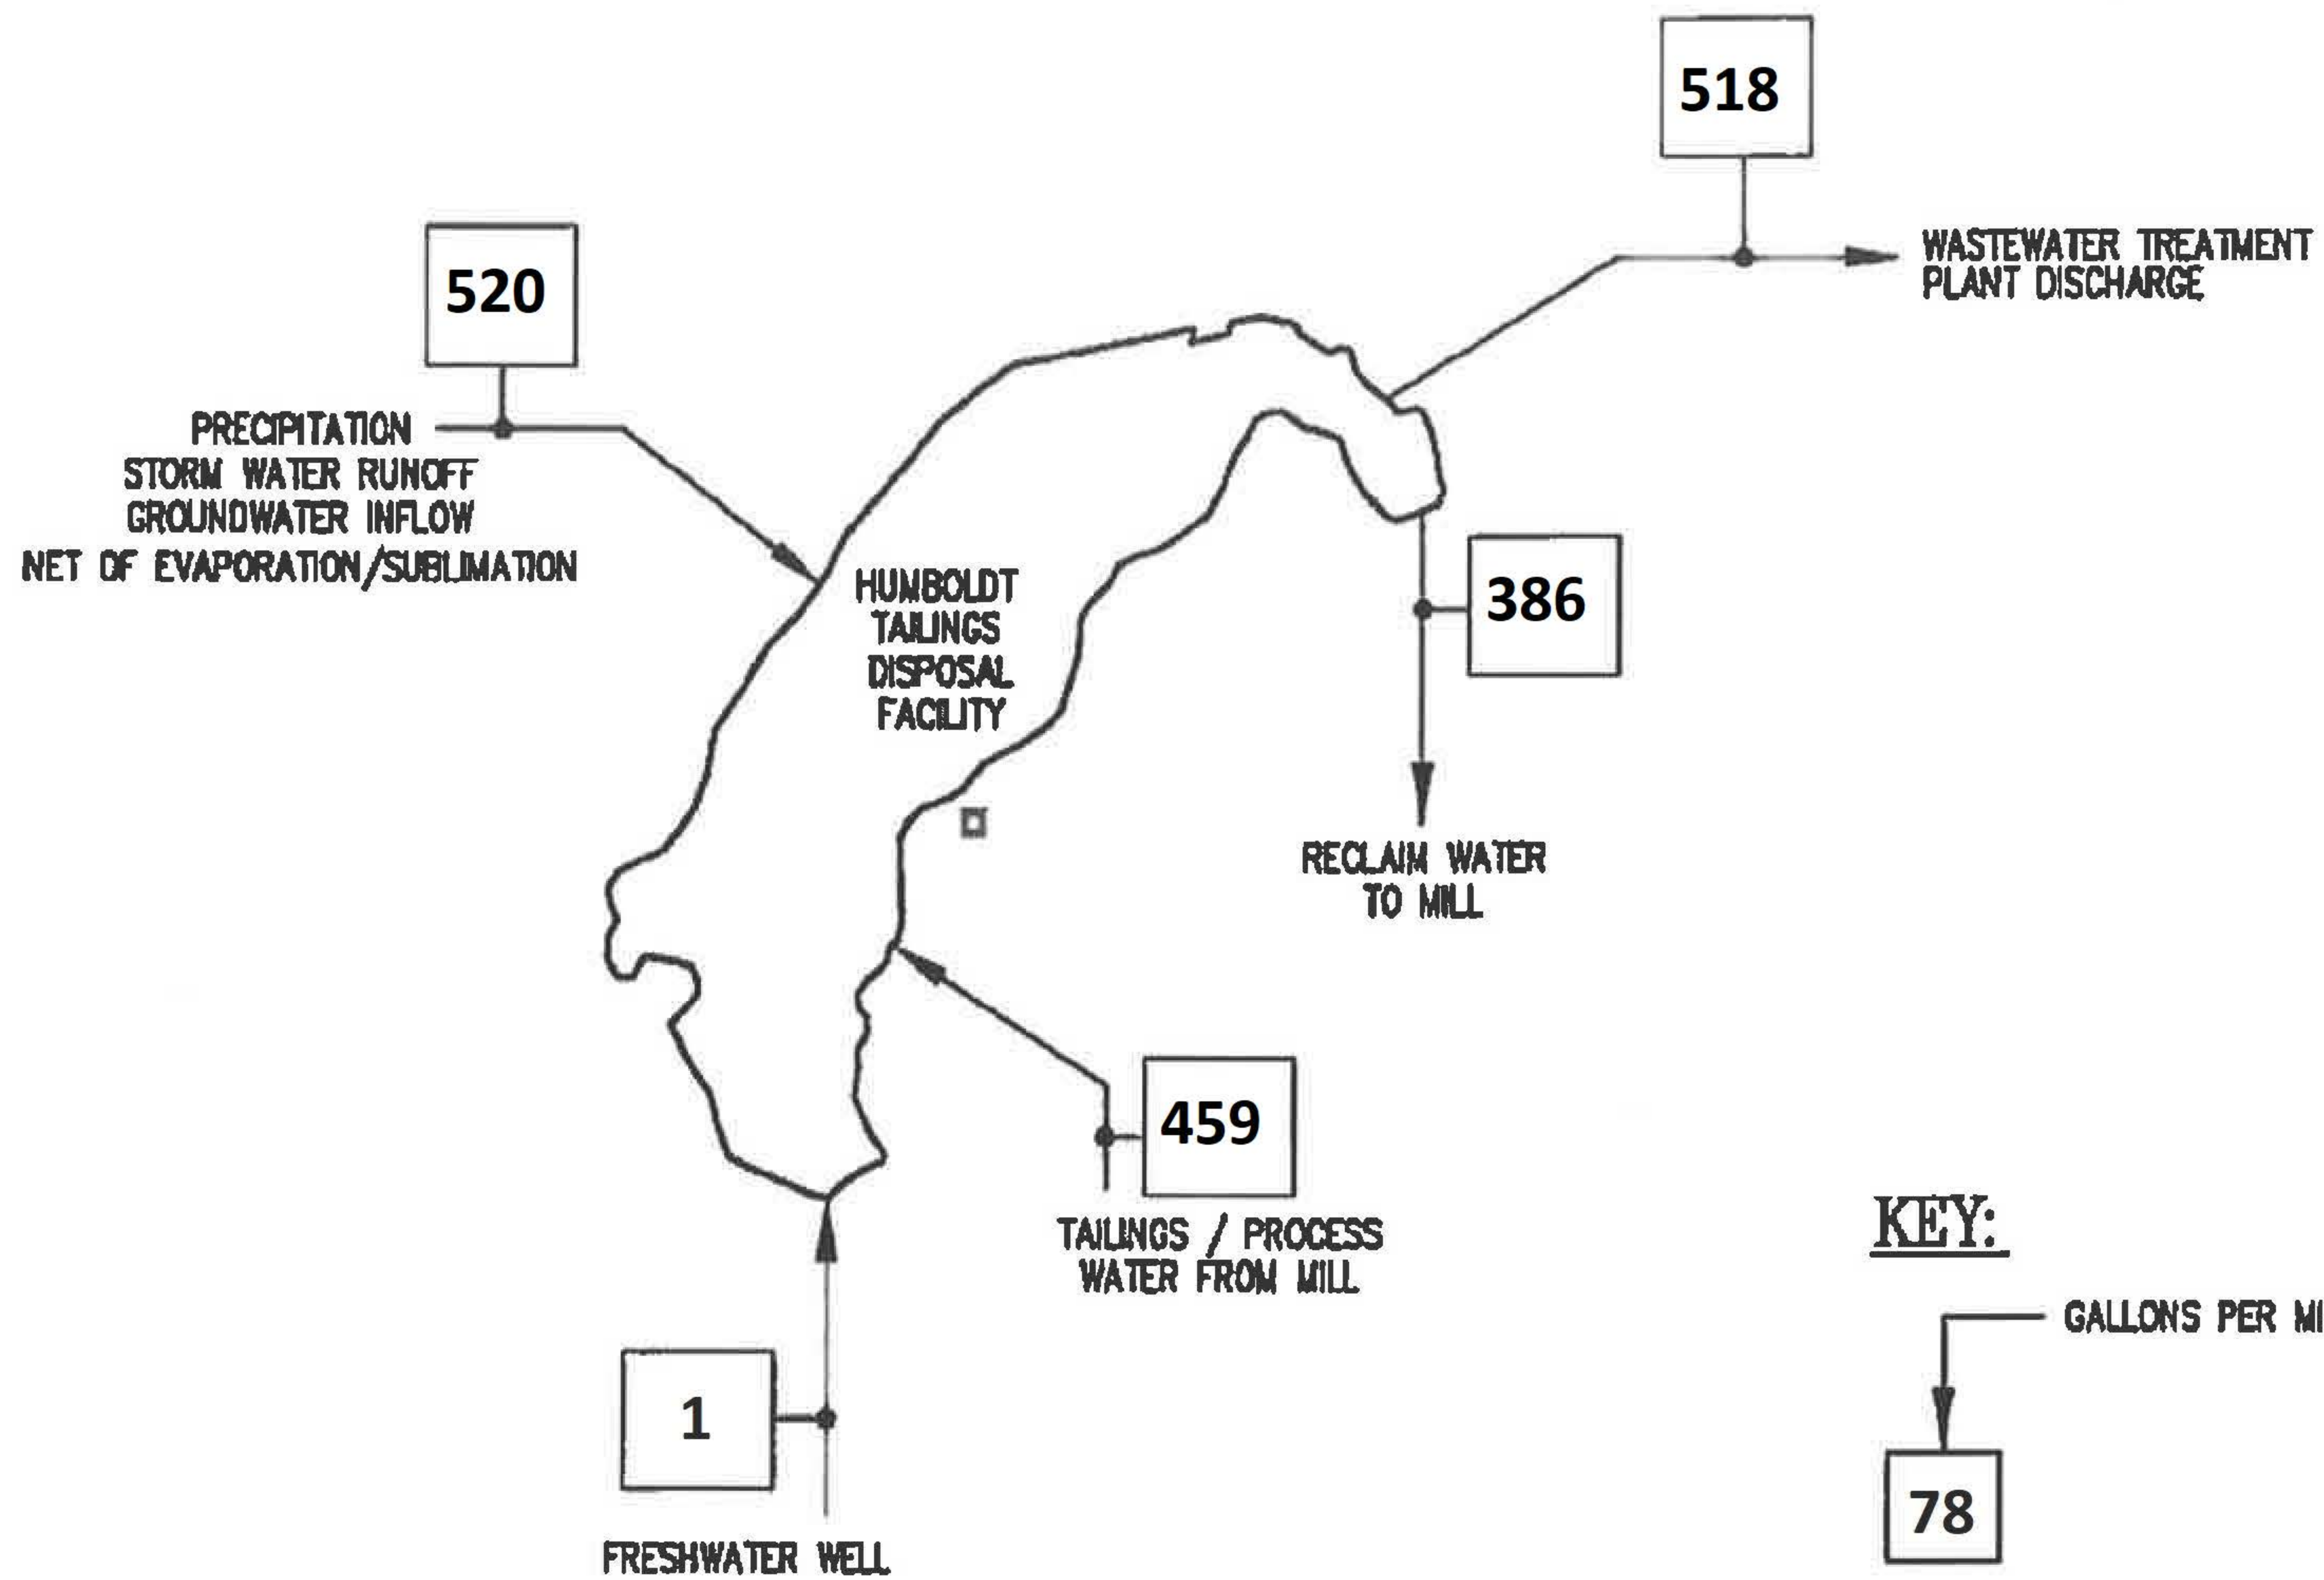 518
WASTEWATER TREATMENT
PLANT DISCHARGE
520
PRECIPITATION
STORM WATER RUNOFF
GROUNDWATER INFLOW
NET OF EVAPORATION/SUBLIMATION
HUMBOLDT
TAILINGS
DISPOSAL
FACILITY
386
RECLAIM WATER
TO MILL
459
TAILINGS / PROCESS
WATER FROM MILL
1
FRESHWATER WELL
KEY:
GALLONS PER MI
78